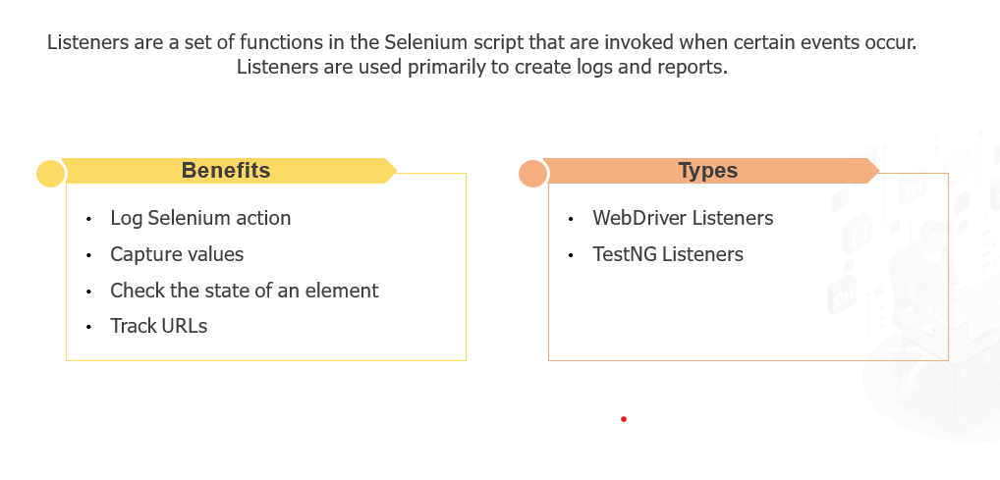 Listeners are a set of functions in the Selenium script that are invoked when certain events occur.
Listeners are used primarily to create logs and reports.
Benefits
• Log Selenium action
• Capture values
• Check the state of an element
• Track URLs
Types
• WebDriver Listeners
• TestNG Listeners